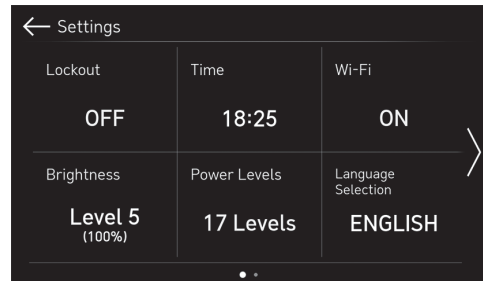 Settings
Lockout
Time
Wi-Fi
OFF
18:25
ON
Brightness
Power Levels
Language
Selection
Level 5
(100%)
17 Levels
ENGLISH